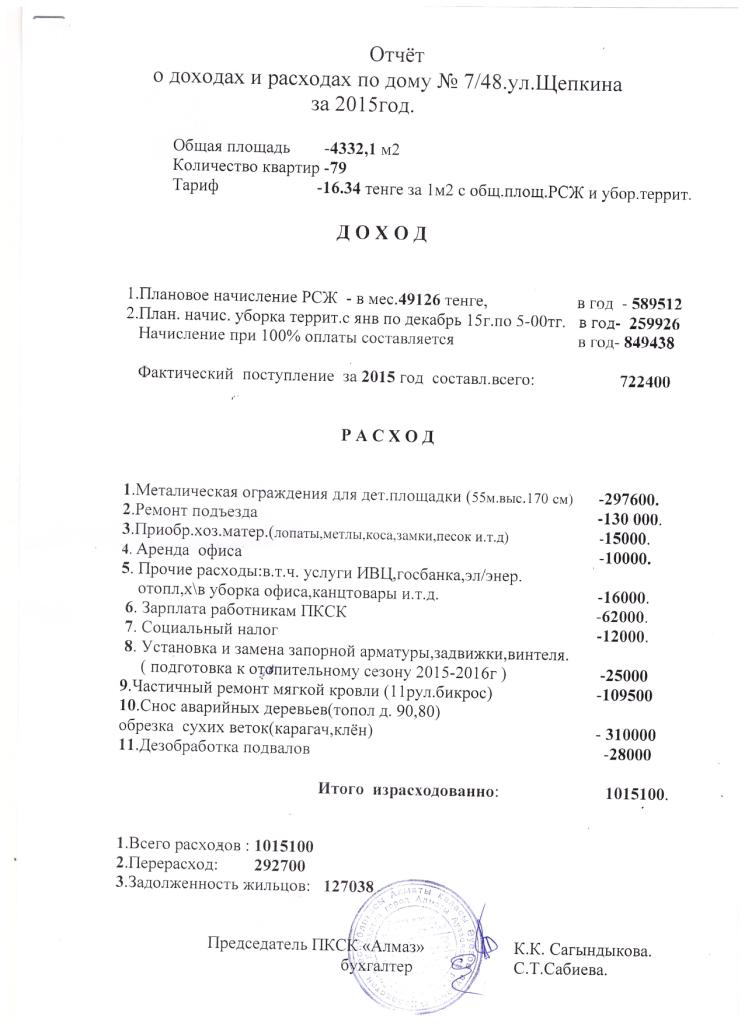 Отчёт
о доходах и расходах по дому № 7/48.ул.Щепкина
за 2015год.
Общая площадь -4332,1 м2
Количество квартир -79
Тариф -16.34 тенге за 1м2 с общ.площ.РСЖ и убор.террит.
Д О Х О Д
1.Плановое начисление РСЖ - в мес.49126 тенге, в год - 589512
2.План. начис. уборка террит.с янв по декабрь 15г.по 5-00тг. в год- 259926
Начисление при 100% оплаты составляется в год- 849438
Фактический поступление за 2015 год составл.всего: 722400
Р А С Х О Д
1.Металическая ограждения для дет.площадки (55м.выс.170 см) -297600.
2.Ремонт подъезда -130 000.
3.Приобр.хоз.матер.(лопаты,метлы,коса,замки,песок и.т.д) -15000.
4. Аренда офиса -10000.
5. Прочие расходы:в.т.ч. услуги ИВЦ,госбанка,эл/энер.
отопл,х\в уборка офиса,канцтовары и.т.д. -16000.
6. Зарплата работникам ПКСК -62000.
7. Социальный налог -12000.
8. Установка и замена запорной арматуры,задвижки,винтеля.
( подготовка к отопительному сезону 2015-2016г ) -25000
9.Частичный ремонт мягкой кровли (11рул.бикрос) -109500
10.Снос аварийных деревьев(топол д. 90,80)
обрезка сухих веток(карагач,клён) - 310000
11.Дезобработка подвалов -28000
Итого израсходованно: 1015100.
1.Всего расходов : 1015100
2.Перерасход: 292700
3.Задолженность жильцов: 127038
Председатель ПКСК «Алмаз» К.К. Сагындыкова.
бухгалтер С.Т.Сабиева.